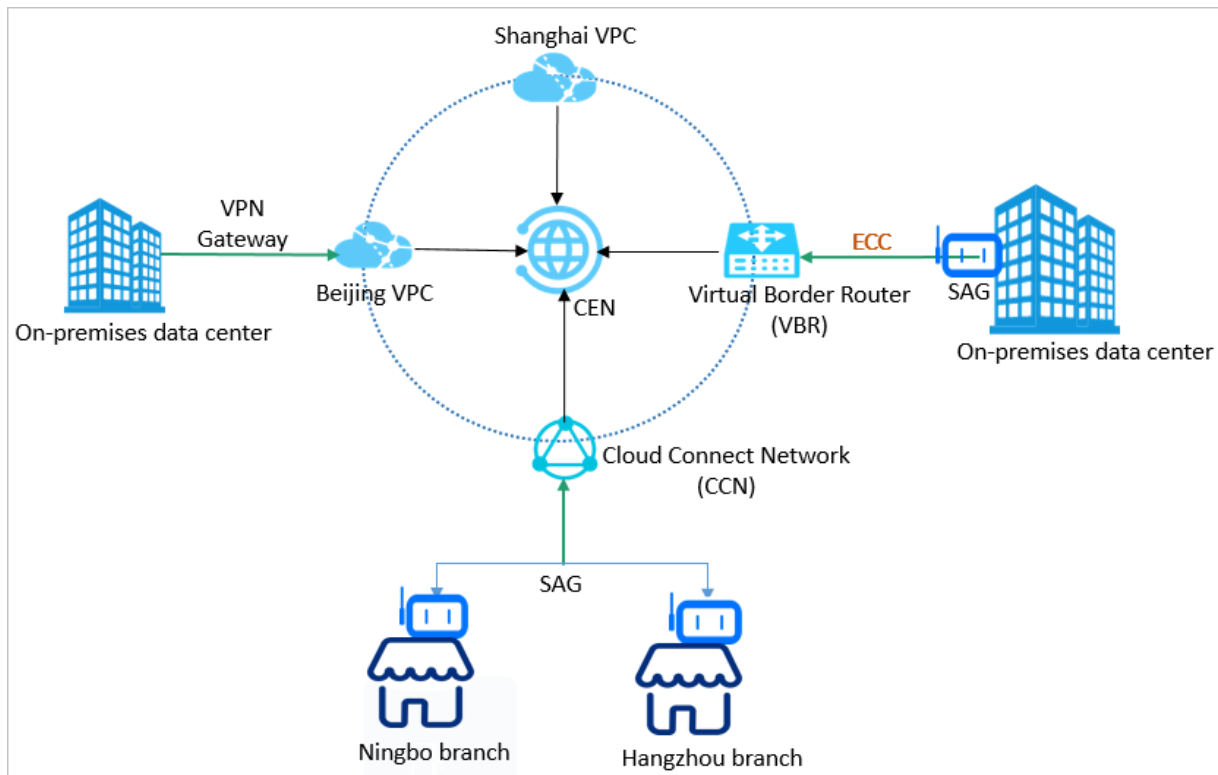 Shanghai VPC
VPN
Gateway
ECC
Beijing VPC
CEN
Virtual Border Router
(VBR)
SAG
On-premises data center
On-premises data center
Cloud Connect Network
(CCN)
SAG
Ningbo branch
Hangzhou branch